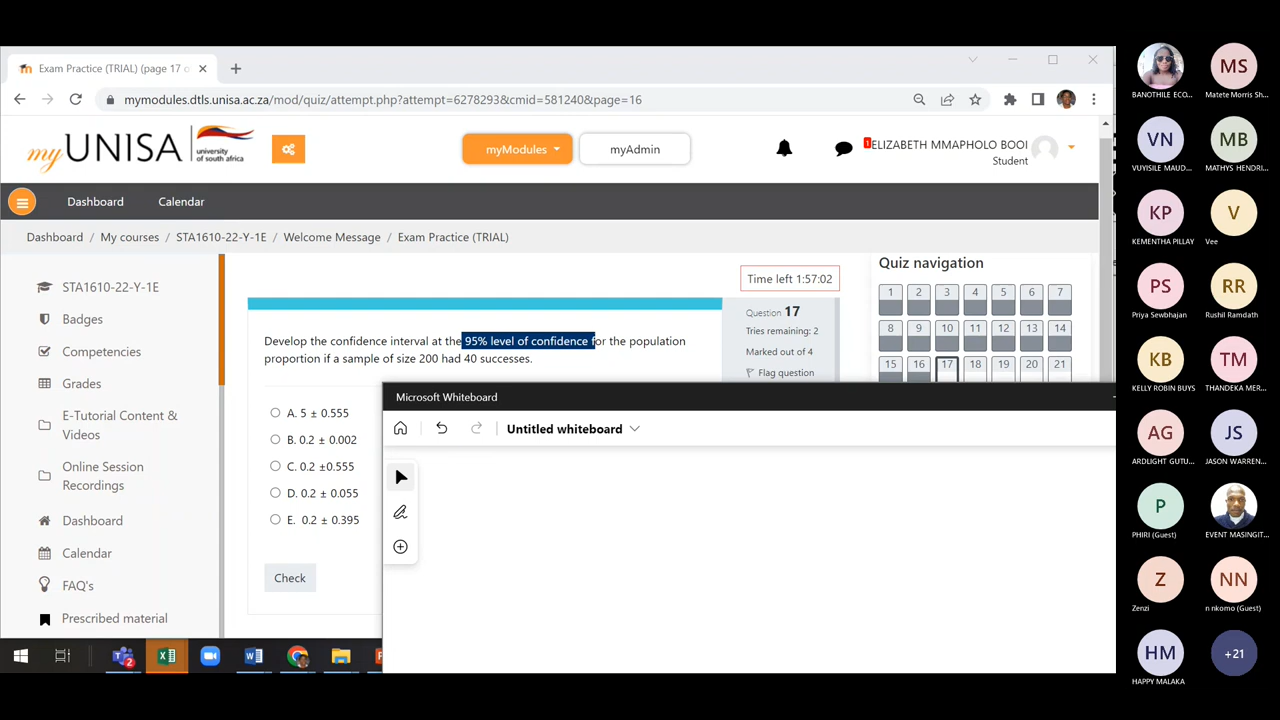 Exam Practice (TRIAL) (page 17 o
mymodules.dtls.unisa.ac.za/mod/quiz/attempt.php?attempt=6278293&cmid=581240&page=16
myUNISA
university
of south africa
myModules
myAdmin
1
ELIZABETH MMAPHOLO BOOI
Student
Dashboard
Calendar
Dashboard / My courses / STA1610-22-Y-1E / Welcome Message / Exam Practice (TRIAL)
STA1610-22-Y-1E
Badges
Competencies
Grades
E-Tutorial Content &
Videos
Online Session
Recordings
Dashboard
Calendar
FAQ's
Prescribed material
Time left 1:57:02
Question 17
Tries remaining: 2
Marked out of 4
Flag question
Develop the confidence interval at the 95% level of confidence for the population
proportion if a sample of size 200 had 40 successes.
A. 5 ± 0.555
B. 0.2 ± 0.002
C. 0.2 ±0.555
D. 0.2 ± 0.055
E. 0.2 ± 0.395
Check
Quiz navigation
1 2 3 4 5 6 7
8 9 10 11 12 13 14
15 16 17 18 19 20 21
Microsoft Whiteboard
Untitled whiteboard
2
BANOTHILE ECO...
MS
Matete Morris Sh...
VN
VUYISILE MAUD...
MB
MATHYS HENDRI...
KP
KEMENTHA PILLAY
V
Vee
PS
Priya Sewbhajan
RR
Rushil Ramdath
KB
KELLY ROBIN BUYS
TM
THANDEKA MER...
AG
ARDLIGHT GUTU...
JS
JASON WARREN...
P
PHIRI (Guest)
EVENT MASINGIT...
Z
Zenzi
NN
n nkomo (Guest)
HM
HAPPY MALAKA
+21